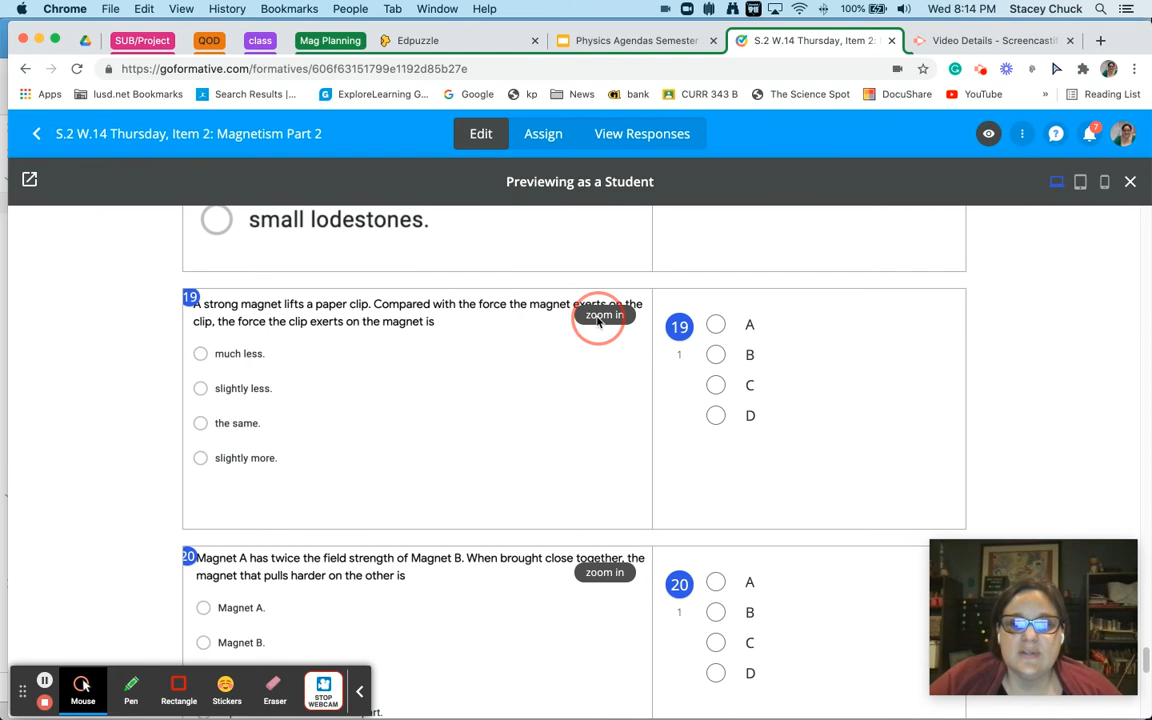 Chrome File Edit View History Bookmarks People Tab Window Help 100% Wed 8:14 PM Stacey Chuck
SUB/Project QOD class Mag Planning Edpuzzle Physics Agendas Semester S.2 W.14 Thursday, Item 2: Video Details - Screencastif
https://goformative.com/formatives/606f63151799e1192d85b27e
Apps lusd.net Bookmarks Search Results |... ExploreLearning G... Google kp News bank CURR 343 B The Science Spot DocuShare YouTube » Reading List
S.2 W.14 Thursday, Item 2: Magnetism Part 2 Edit Assign View Responses 7
Previewing as a Student
small lodestones.
19 A strong magnet lifts a paper clip. Compared with the force the magnet exerts on the
zoom in
clip, the force the clip exerts on the magnet is
much less.
slightly less.
the same.
slightly more.
19 A
1 B
C
D
20 Magnet A has twice the field strength of Magnet B. When brought close together, the
zoom in
magnet that pulls harder on the other is
Magnet A.
Magnet B.
part.
20 A
1 B
C
D
Mouse Pen Rectangle Stickers Eraser STOP WEBCAM